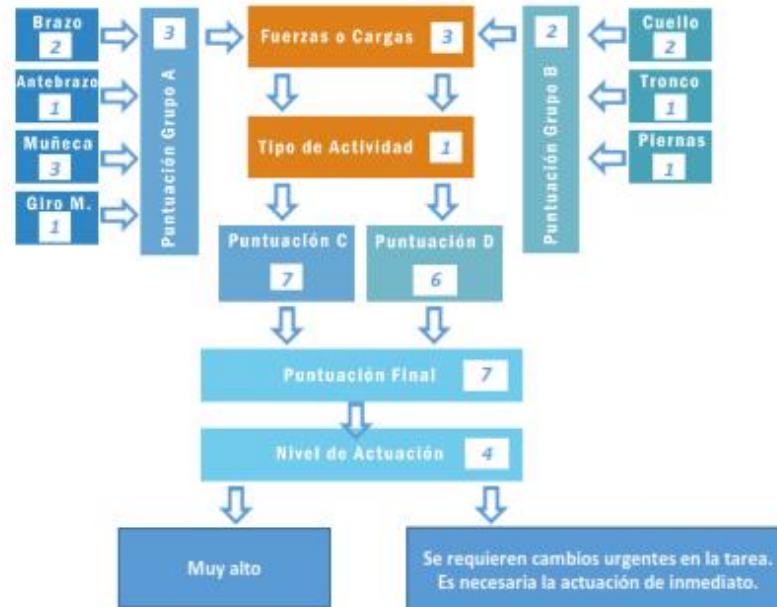 Brazo
2
Antebrazo
1
Muñeca
3
Giro M.
1
3
Puntuación Grupo A
Fuerzas o Cargas 3
Tipo de Actividad 1
2
Puntuación Grupo B
Cuello
2
Tronco
1
Piernas
1
Puntuación C
7
Puntuación D
6
Puntuación Final 7
Nivel de Actuación 4
Muy alto
Se requieren cambios urgentes en la tarea.
Es necesaria la actuación de inmediato.